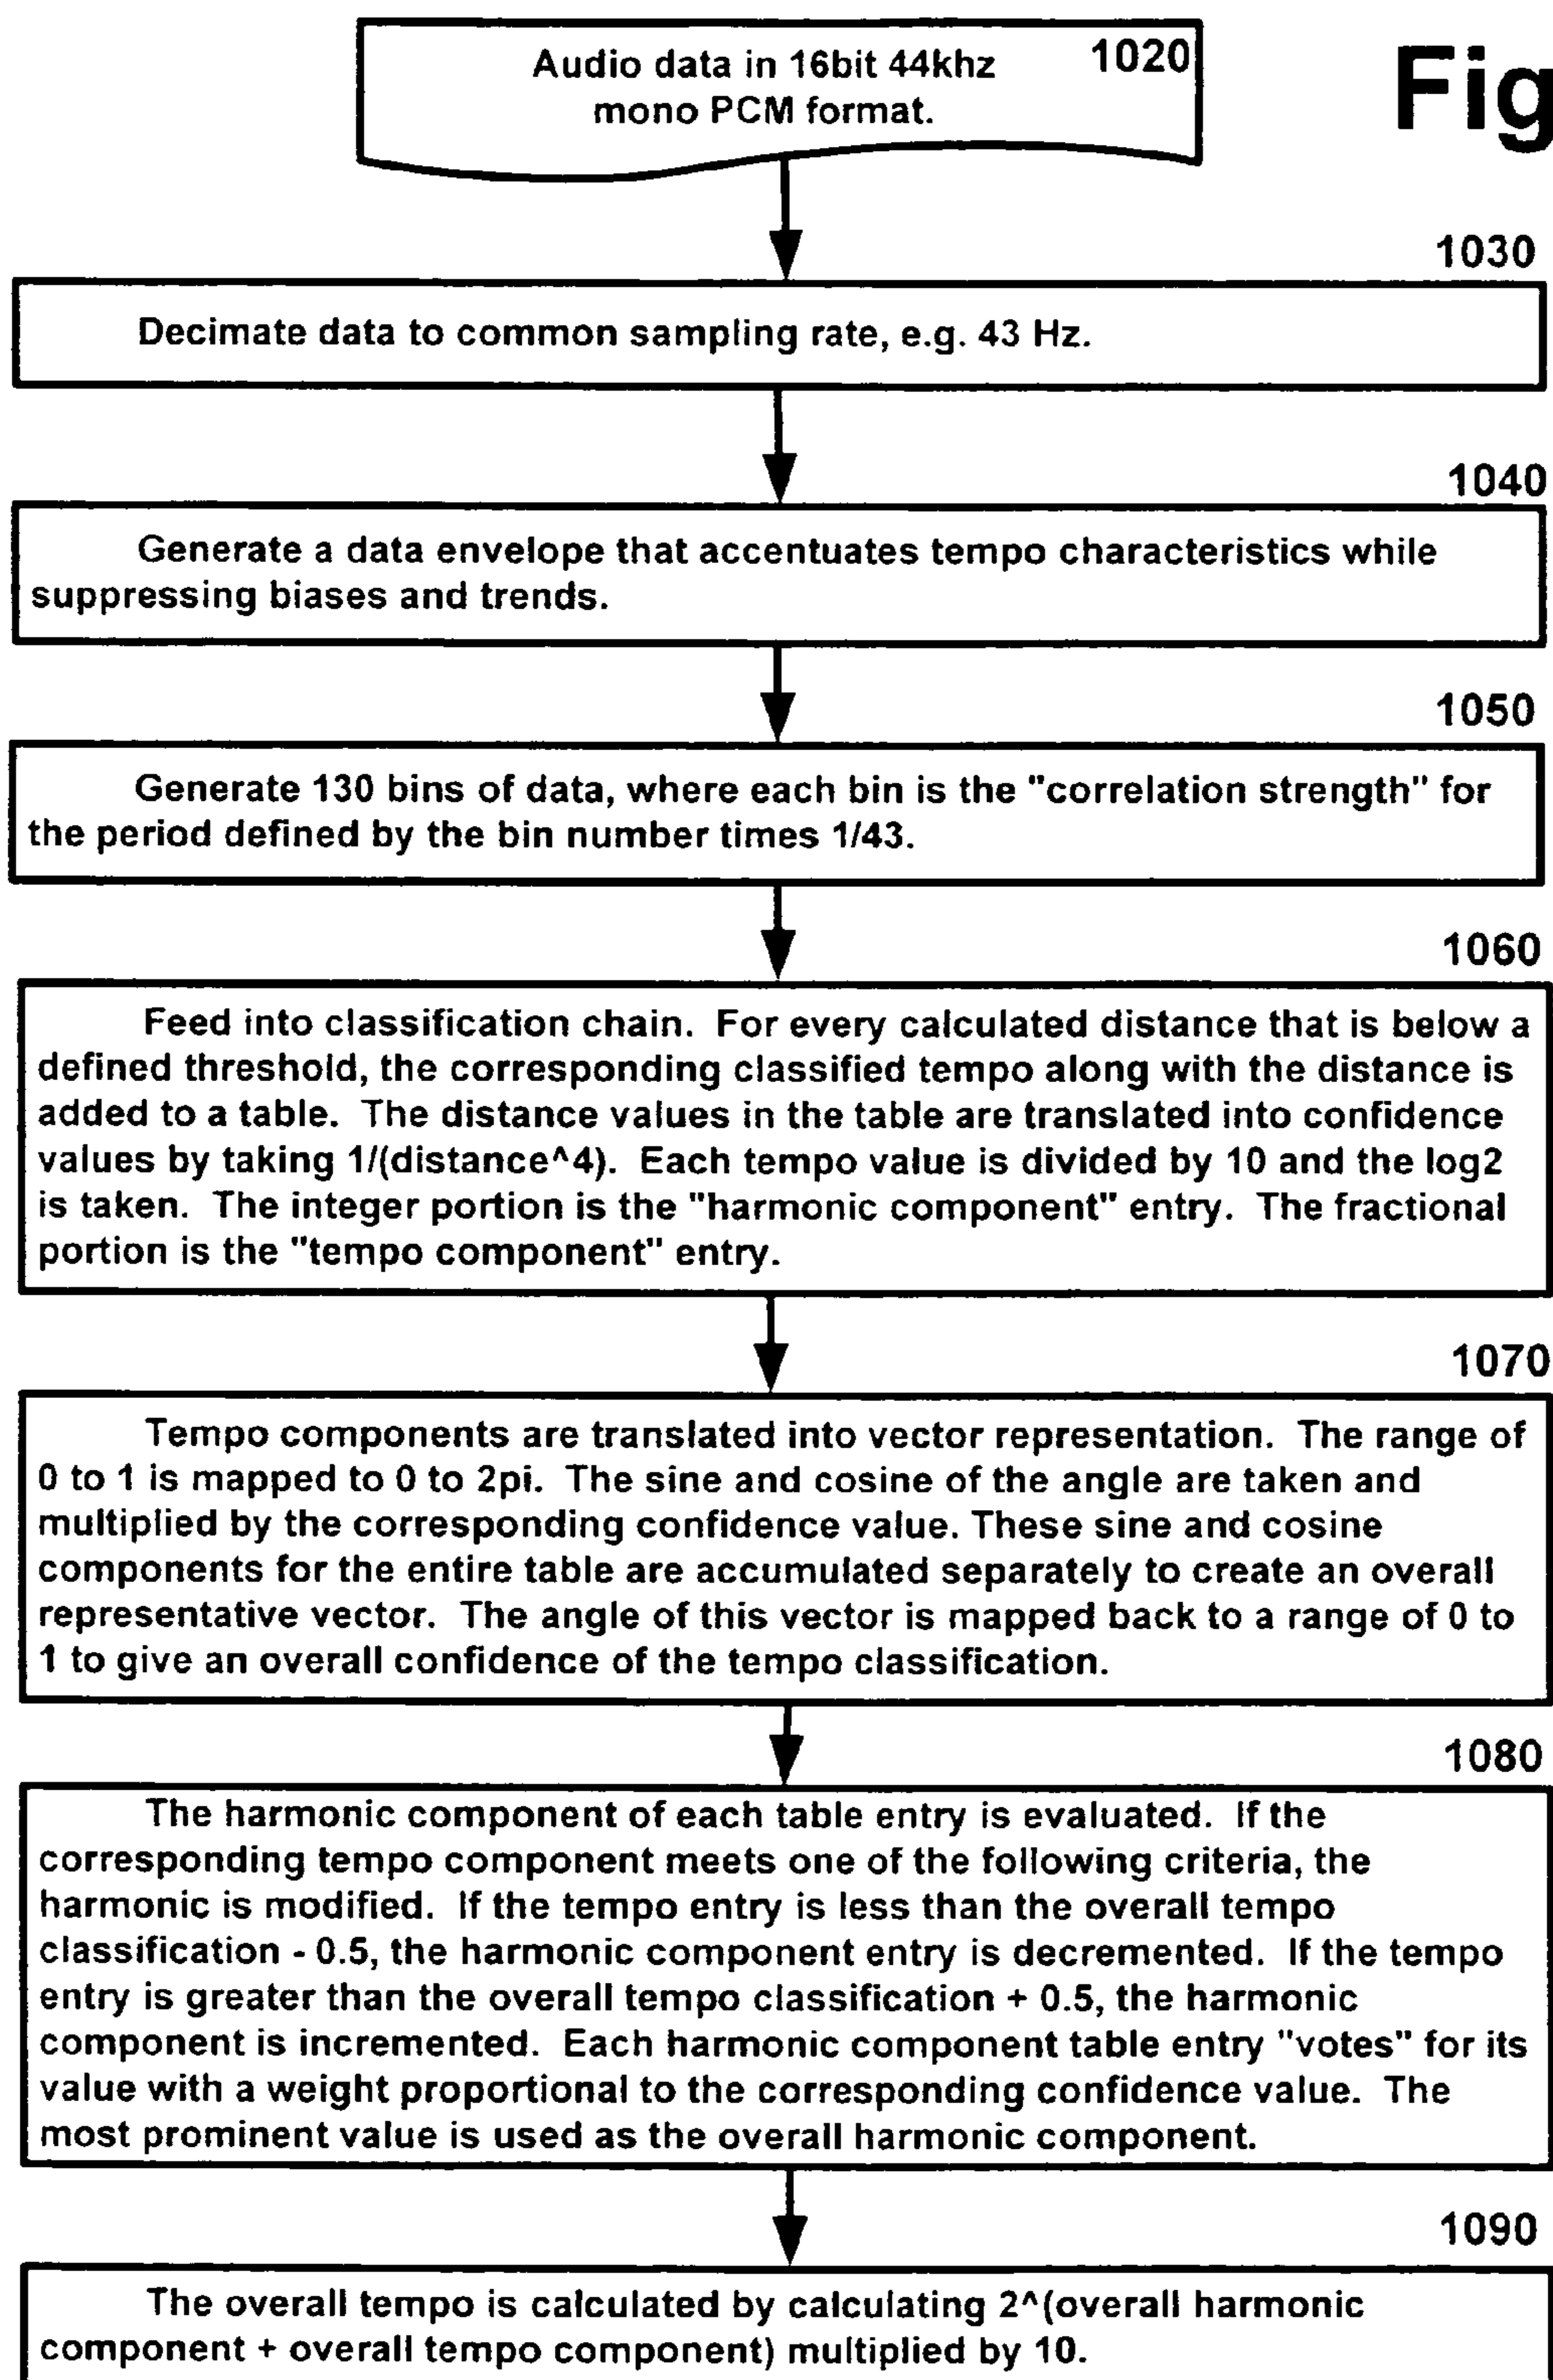 Audio data in 16bit 44khz
mono PCM format.
1020
Fig
1030
Decimate data to common sampling rate, e.g. 43 Hz.
1040
Generate a data envelope that accentuates tempo characteristics while
suppressing biases and trends.
1050
Generate 130 bins of data, where each bin is the "correlation strength" for
the period defined by the bin number times 1/43.
1060
Feed into classification chain. For every calculated distance that is below a
defined threshold, the corresponding classified tempo along with the distance is
added to a table. The distance values in the table are translated into confidence
values by taking 1/(distance^4). Each tempo value is divided by 10 and the log2
is taken. The integer portion is the "harmonic component" entry. The fractional
portion is the "tempo component" entry.
1070
Tempo components are translated into vector representation. The range of
0 to 1 is mapped to 0 to 2pi. The sine and cosine of the angle are taken and
multiplied by the corresponding confidence value. These sine and cosine
components for the entire table are accumulated separately to create an overall
representative vector. The angle of this vector is mapped back to a range of 0 to
1 to give an overall confidence of the tempo classification.
1080
The harmonic component of each table entry is evaluated. If the
corresponding tempo component meets one of the following criteria, the
harmonic is modified. If the tempo entry is less than the overall tempo
classification - 0.5, the harmonic component entry is decremented. If the tempo
entry is greater than the overall tempo classification + 0.5, the harmonic
component is incremented. Each harmonic component table entry "votes" for its
value with a weight proportional to the corresponding confidence value. The
most prominent value is used as the overall harmonic component.
1090
The overall tempo is calculated by calculating 2^(overall harmonic
component + overall tempo component) multiplied by 10.